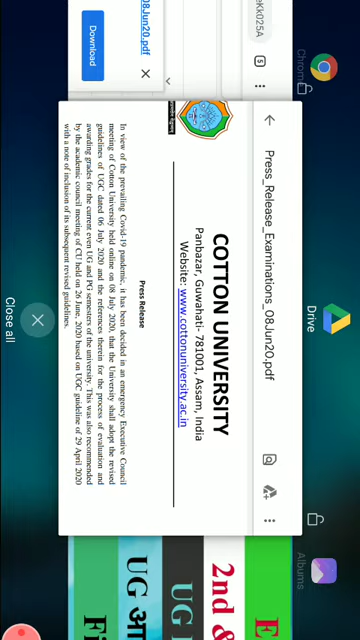 Chrome
eKk025A
5
08Jun20.pdf
Download
Drive
Press_Release_Examinations_08Jun20.pdf
COTTON UNIVERSITY
Panbazar, Guwahati- 781001, Assam, India
Website: www.cottonuniversity.ac.in
Press Release
In view of the prevailing Covid-19 pandemic, it has been decided in an emergency Executive Council
meeting of Cotton University held online on 08 July 2020, that the University shall adopt the revised
guidelines of UGC dated 06 July 2020 and the references therein for the process of evaluation and
awarding grades for the current even UG and PG semesters of the university. This was also recommended
by the academic council meeting of CU held on 26 June, 2020 based on UGC guideline of 29 April 2020
with a note of inclusion of its subsequent revised guidelines.
Albums
E
2nd &
UG
UG आ
Fi
Close all